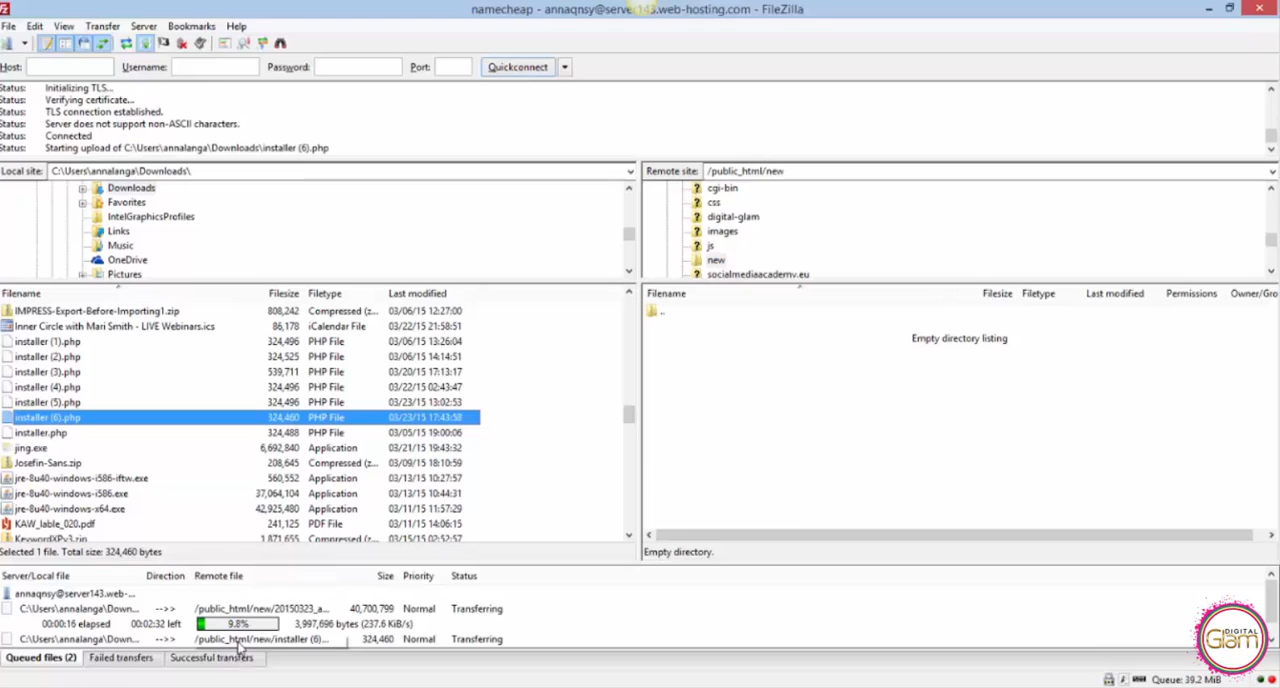 namecheap - annaqnsy@server143.web-hosting.com - FileZilla
File Edit View Transfer Server Bookmarks Help
Host: Username: Password: Port: Quickconnect
Status: Initializing TLS...
Status: Verifying certificate...
Status: TLS connection established.
Status: Server does not support non-ASCII characters.
Status: Connected
Status: Starting upload of C:\Users\annalanga\Downloads\installer (6).php
Local site: C:\Users\annalanga\Downloads\
Downloads
Favorites
IntelGraphicsProfiles
Links
Music
OneDrive
Pictures
Remote site: /public_html/new
cgi-bin
css
digital-glam
images
js
new
socialmediaacademy.eu
Filename Filesize Filetype Last modified
IMPRESS-Export-Before-Importing1.zip 808,242 Compressed (z... 03/06/15 12:27:00
Inner Circle with Mari Smith - LIVE Webinars.ics 86,178 iCalendar File 03/22/15 21:58:51
installer (1).php 324,496 PHP File 03/06/15 13:26:04
installer (2).php 324,525 PHP File 03/06/15 14:14:51
installer (3).php 539,711 PHP File 03/20/15 17:13:17
installer (4).php 324,496 PHP File 03/22/15 02:43:47
installer (5).php 324,496 PHP File 03/23/15 13:02:53
installer (6).php 324,460 PHP File 03/23/15 17:43:58
installer.php 324,488 PHP File 03/05/15 19:00:06
jing.exe 6,692,840 Application 03/21/15 19:43:32
Josefin-Sans.zip 208,645 Compressed (z... 03/09/15 18:10:59
jre-8u40-windows-i586-iftw.exe 560,552 Application 03/13/15 10:27:57
jre-8u40-windows-i586.exe 37,064,104 Application 03/13/15 10:44:31
jre-8u40-windows-x64.exe 42,925,480 Application 03/11/15 11:57:29
KAW_lable_020.pdf 241,125 PDF File 03/11/15 14:06:15
KeywordXPv3.zip 1,871,655 Compressed (z... 03/15/15 02:52:57
Selected 1 file. Total size: 324,460 bytes
Filename Filesize Filetype Last modified Permissions Owner/Gro
..
Empty directory listing
Empty directory.
Server/Local file Direction Remote file Size Priority Status
annaqnsy@server143.web-...
C:\Users\annalanga\Down... -->> /public_html/new/20150323_a... 40,700,799 Normal Transferring
00:00:16 elapsed 00:02:32 left 9.8% 3,997,696 bytes (237.6 KiB/s)
C:\Users\annalanga\Down... -->> /public_html/new/installer (6)... 324,460 Normal Transferring
Queued files (2) Failed transfers Successful transfers
Queue: 39.2 MiB
DIGITAL
Glam